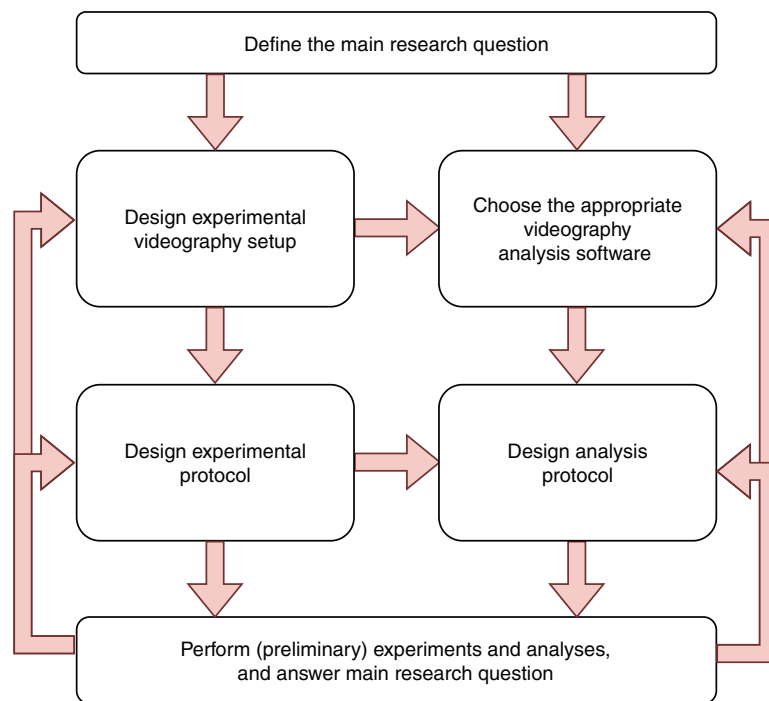 Define the main research question
Design experimental
videography setup
Choose the appropriate
videography
analysis software
Design experimental
protocol
Design analysis
protocol
Perform (preliminary) experiments and analyses,
and answer main research question